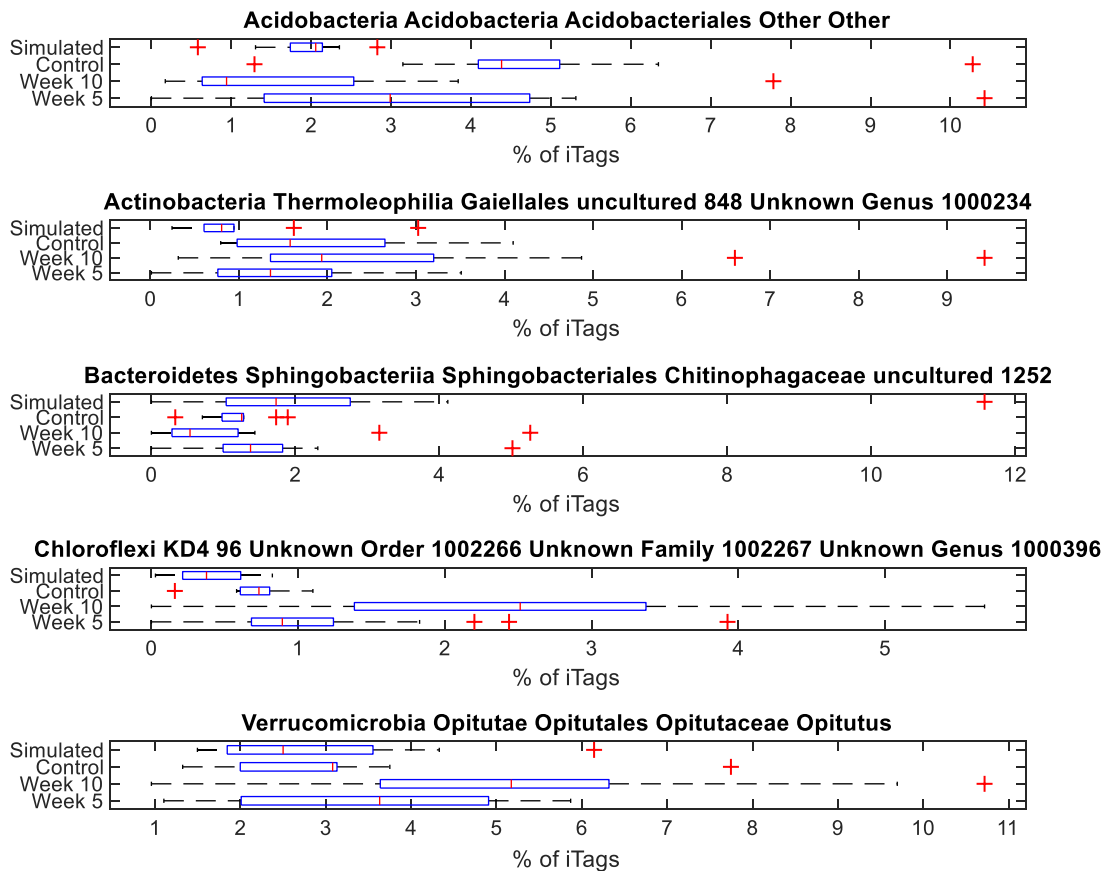 Acidobacteria Acidobacteria Acidobacteriales Other Other
Simulated
Control
Week 10
Week 5
0 1 2 3 4 5 6 7 8 9 10
% of iTags
Actinobacteria Thermoleophilia Gaiellales uncultured 848 Unknown Genus 1000234
Simulated
Control
Week 10
Week 5
0 1 2 3 4 5 6 7 8 9
% of iTags
Bacteroidetes Sphingobacteriia Sphingobacteriales Chitinophagaceae uncultured 1252
Simulated
Control
Week 10
Week 5
0 2 4 6 8 10 12
% of iTags
Chloroflexi KD4 96 Unknown Order 1002266 Unknown Family 1002267 Unknown Genus 1000396
Simulated
Control
Week 10
Week 5
0 1 2 3 4 5
% of iTags
Verrucomicrobia Opitutae Opitutales Opitutaceae Opitutus
Simulated
Control
Week 10
Week 5
1 2 3 4 5 6 7 8 9 10 11
% of iTags